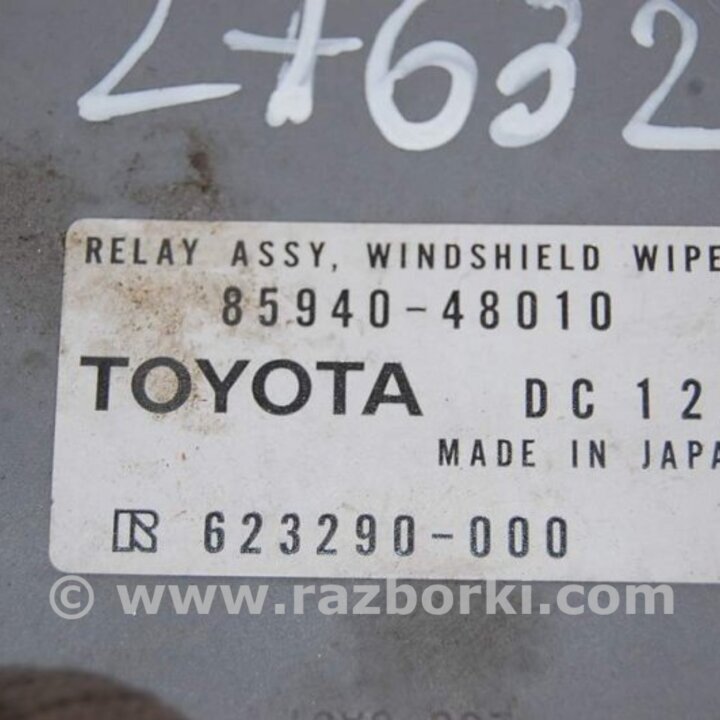 27632
RELAY ASSY, WINDSHIELD WIPE
85940-48010
TOYOTA DC 12
MADE IN JAPA
R 623290-000
© www.razborki.com